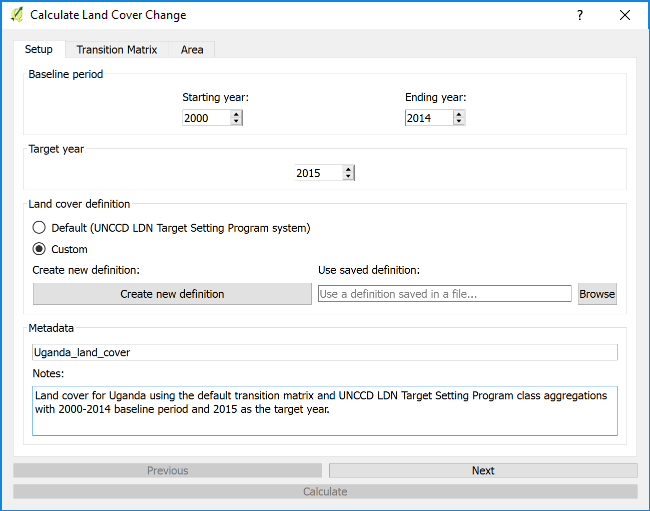 Calculate Land Cover Change
Setup Transition Matrix Area
Baseline period
Starting year: Ending year:
2000 2014
Target year
2015
Land cover definition
Default (UNCCD LDN Target Setting Program system)
Custom
Create new definition: Use saved definition:
Create new definition Use a definition saved in a file... Browse
Metadata
Uganda_land_cover
Notes:
Land cover for Uganda using the default transition matrix and UNCCD LDN Target Setting Program class aggregations
with 2000-2014 baseline period and 2015 as the target year.
Previous Next
Calculate